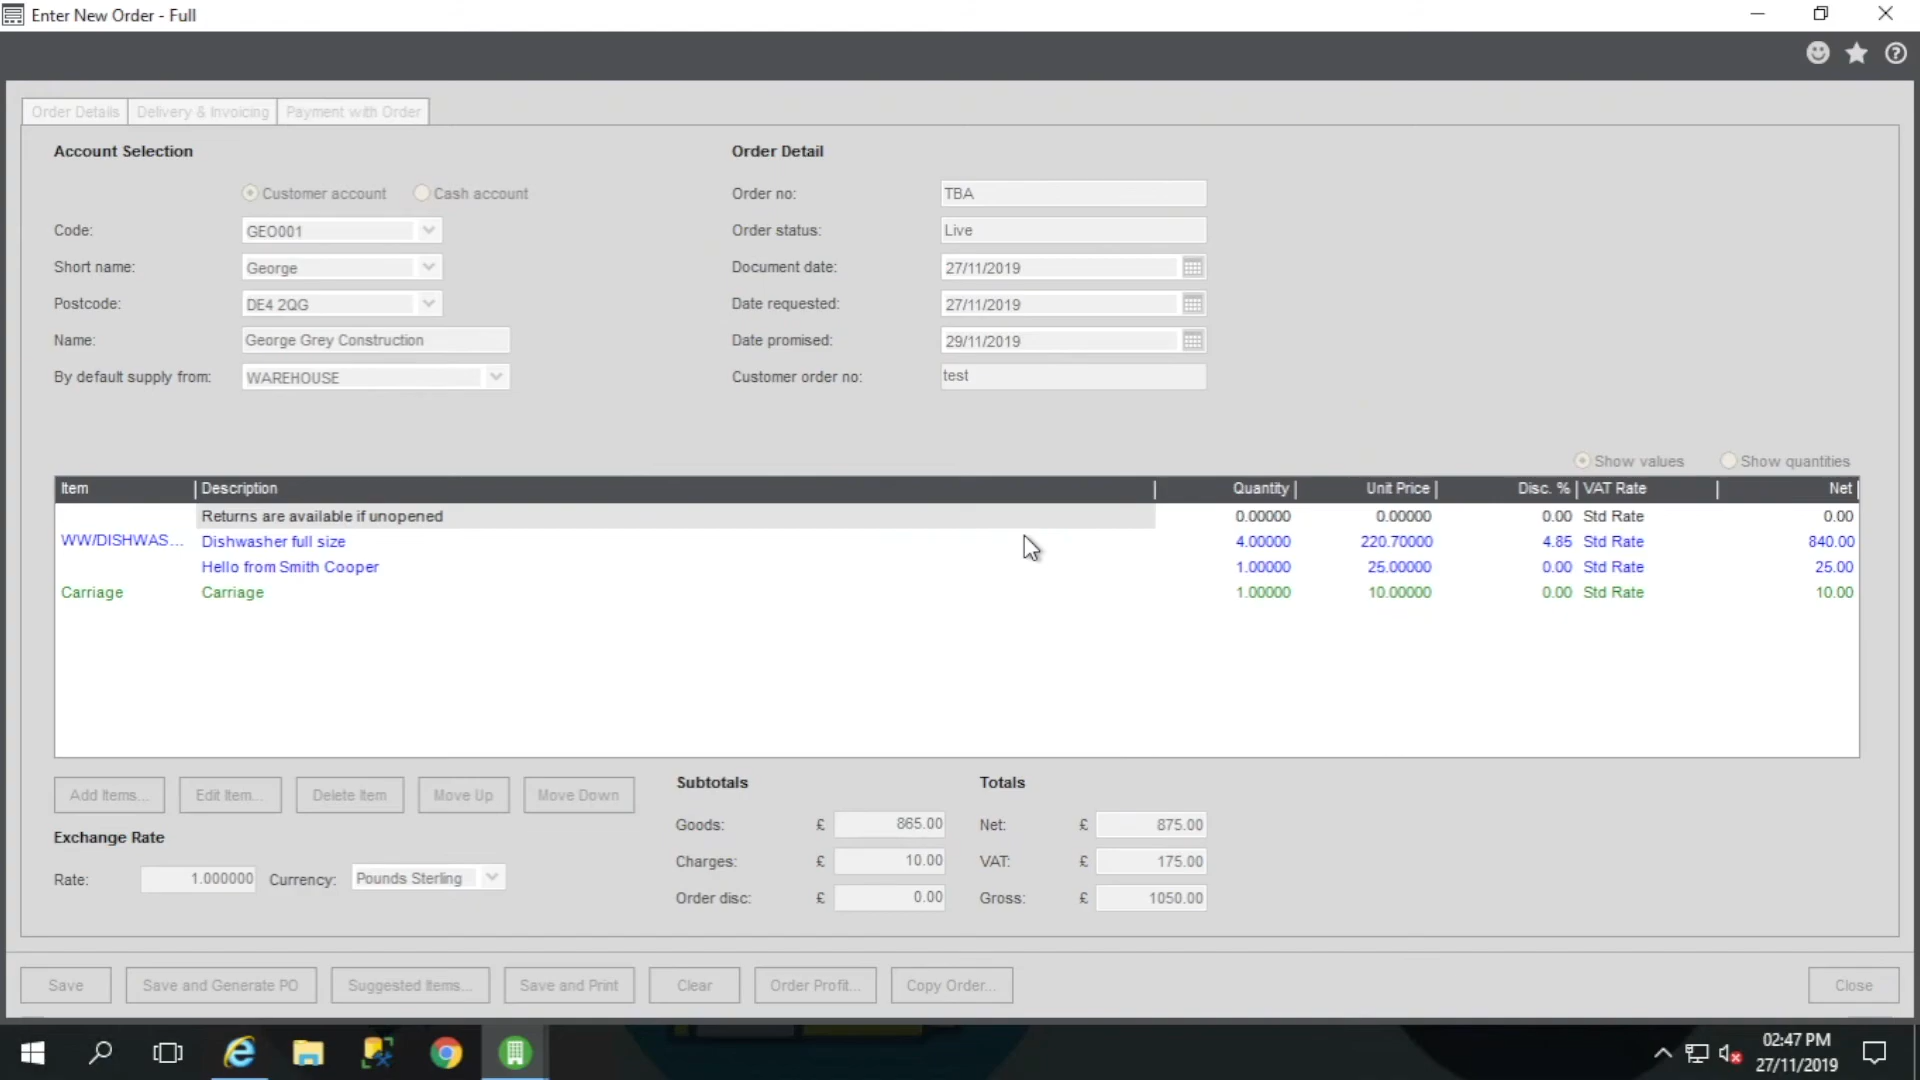 Enter New Order - Full
Order Details Delivery & Invoicing Payment with Order
Account Selection
Customer account Cash account
Code: GEO001
Short name: George
Postcode: DE4 2QG
Name: George Grey Construction
By default supply from: WAREHOUSE
Order Detail
Order no: TBA
Order status: Live
Document date: 27/11/2019
Date requested: 27/11/2019
Date promised: 29/11/2019
Customer order no: test
Show values Show quantities
Item Description Quantity Unit Price Disc. % VAT Rate Net
Returns are available if unopened 0.00000 0.00000 0.00 Std Rate 0.00
WW/DISHWAS... Dishwasher full size 4.00000 220.70000 4.85 Std Rate 840.00
Hello from Smith Cooper 1.00000 25.00000 0.00 Std Rate 25.00
Carriage Carriage 1.00000 10.00000 0.00 Std Rate 10.00
Add Items... Edit Item... Delete Item Move Up Move Down
Exchange Rate
Rate: 1.000000 Currency: Pounds Sterling
Subtotals
Goods: £ 865.00
Charges: £ 10.00
Order disc: £ 0.00
Totals
Net: £ 875.00
VAT: £ 175.00
Gross: £ 1050.00
Save Save and Generate PO Suggested Items... Save and Print Clear Order Profit... Copy Order... Close
02:47 PM
27/11/2019